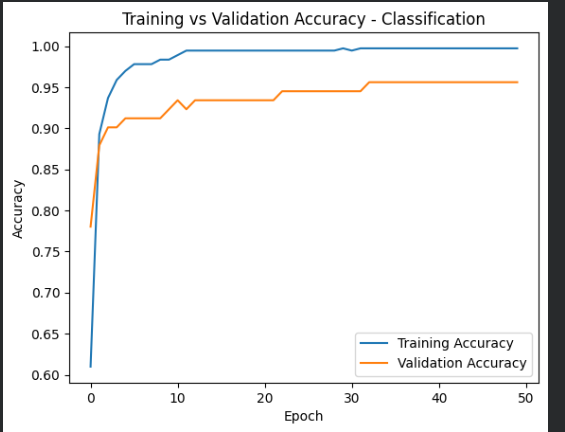 Training vs Validation Accuracy - Classification
1.00
0.95
0.90
0.85
0.80
0.75
0.70
0.65
0.60
Accuracy
Training Accuracy
Validation Accuracy
0 10 20 30 40 50
Epoch